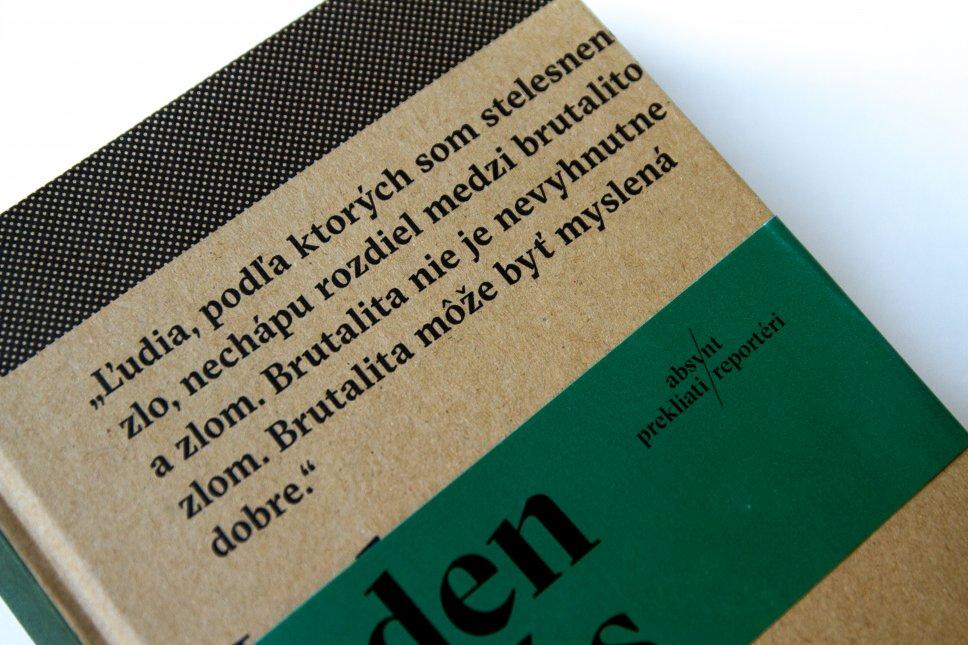 „Ľudia, podľa ktorých som stelesnen
zlo, nechápu rozdiel medzi brutalito
a zlom. Brutalita nie je nevyhnutne
zlom. Brutalita môže byť myslená
dobre.“
absynt
prekliati reportéri
den
s